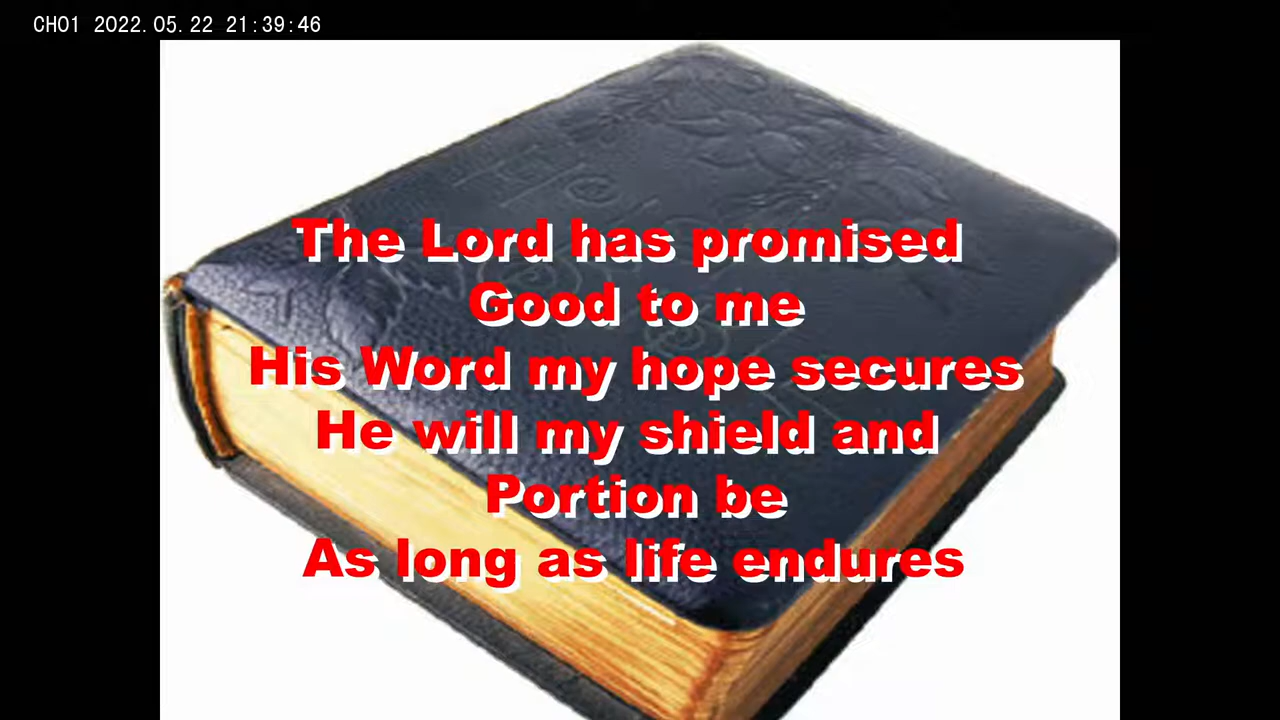 CH01 2022.05.22 21:39:46
The Lord has promised
Good to me
His Word my hope secures
He will my shield and
Portion be
As long as life endures